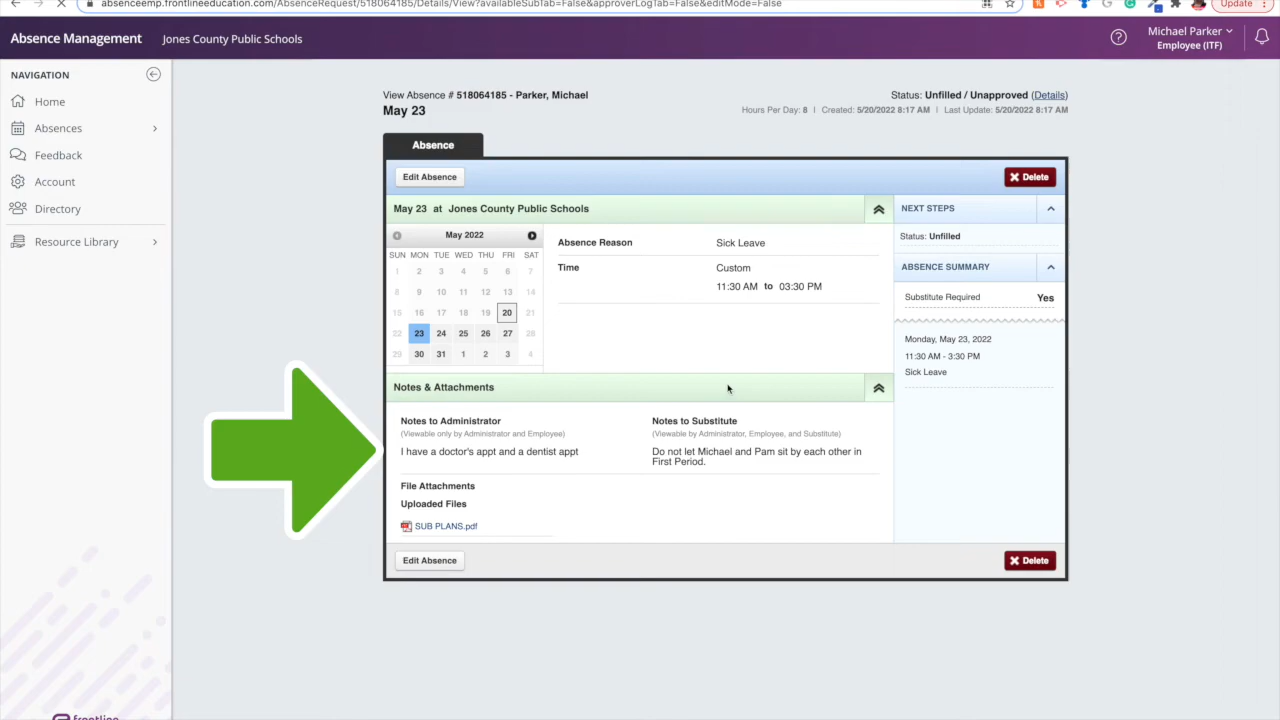 absenceemp.frontlineeducation.com/AbsenceRequest/518064185/Details/View?availableSubTab=False&approverLogTab=False&editMode=False
Update
Absence Management
Jones County Public Schools
Michael Parker
Employee (ITF)
NAVIGATION
Home
Absences
Feedback
Account
Directory
Resource Library
frontline
View Absence # 518064185 - Parker, Michael
Status: Unfilled / Unapproved (Details)
May 23
Hours Per Day: 8 | Created: 5/20/2022 8:17 AM | Last Update: 5/20/2022 8:17 AM
Absence
Edit Absence
Delete
May 23 at Jones County Public Schools
May 2022
SUN MON TUE WED THU FRI SAT
1 2 3 4 5 6 7
8 9 10 11 12 13 14
15 16 17 18 19 20 21
22 23 24 25 26 27 28
29 30 31 1 2 3 4
Absence Reason Sick Leave
Time Custom
11:30 AM to 03:30 PM
NEXT STEPS
Status: Unfilled
ABSENCE SUMMARY
Substitute Required Yes
Monday, May 23, 2022
11:30 AM - 3:30 PM
Sick Leave
Notes & Attachments
Notes to Administrator
(Viewable only by Administrator and Employee)
I have a doctor's appt and a dentist appt
Notes to Substitute
(Viewable by Administrator, Employee, and Substitute)
Do not let Michael and Pam sit by each other in
First Period.
File Attachments
Uploaded Files
SUB PLANS.pdf
Edit Absence
Delete